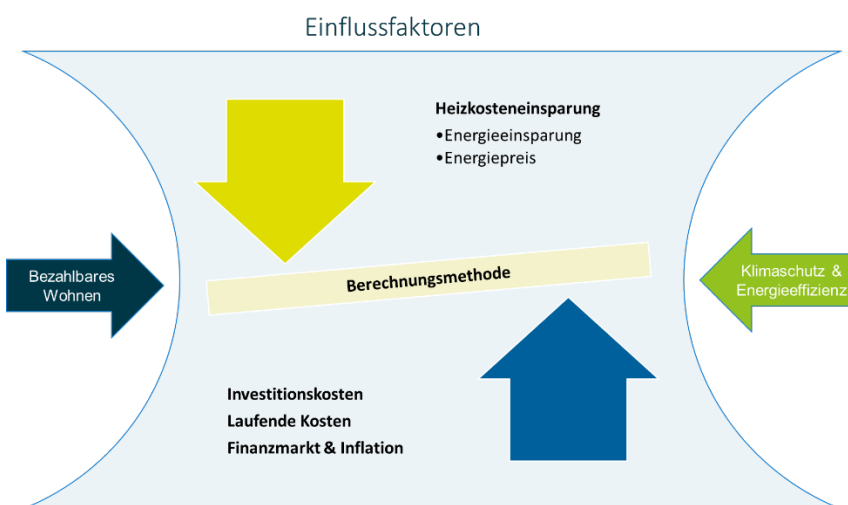 Einflussfaktoren
Heizkosteneinsparung
•Energieeinsparung
•Energiepreis
Bezahlbares
Wohnen
Berechnungsmethode
Klimaschutz &
Energieeffizienz
Investitionskosten
Laufende Kosten
Finanzmarkt & Inflation